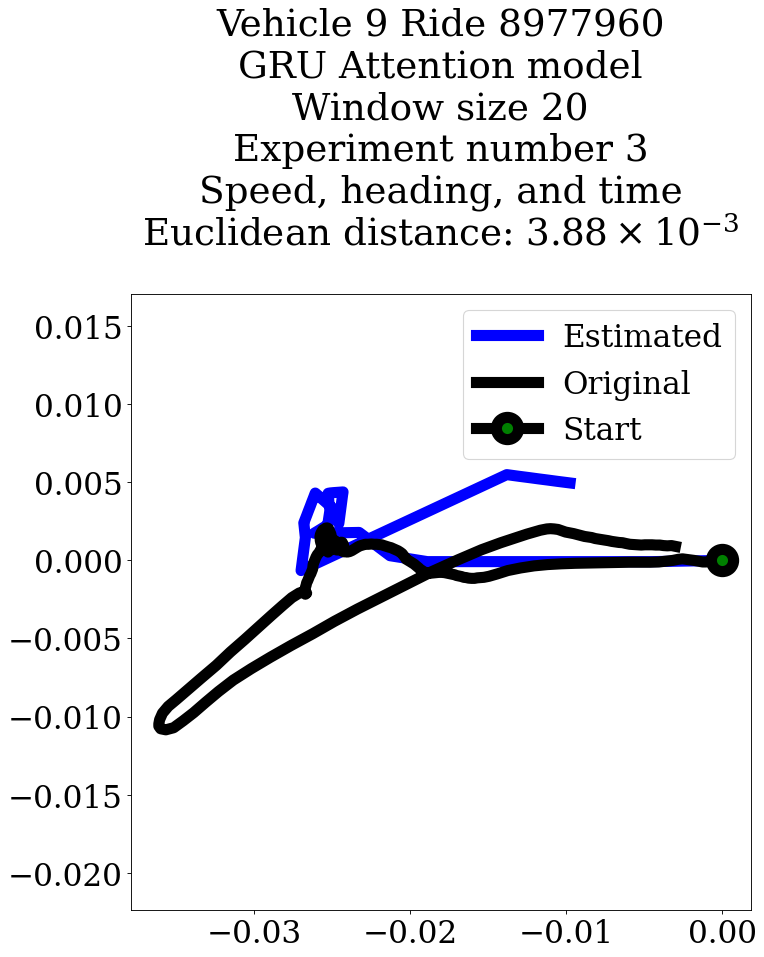 Vehicle 9 Ride 8977960
GRU Attention model
Window size 20
Experiment number 3
Speed, heading, and time
Euclidean distance: 3.88 × 10⁻³
0.015
0.010
0.005
0.000
−0.005
−0.010
−0.015
−0.020
Estimated
Original
Start
−0.03 −0.02 −0.01 0.00